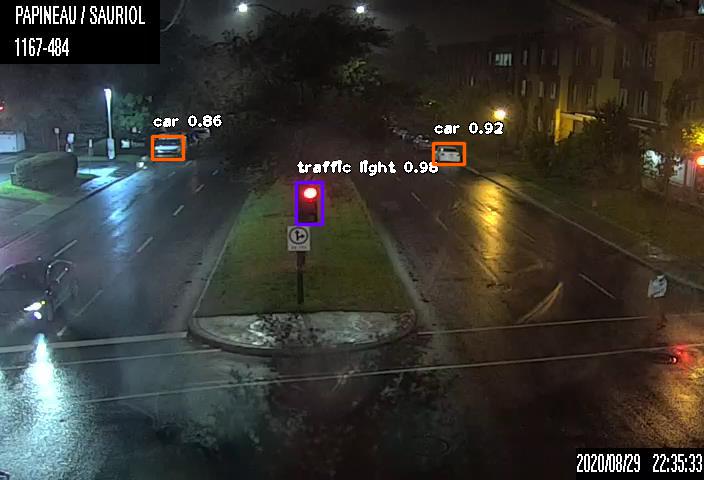 PAPINEAU / SAURIOL
1167-484
car 0.86
car 0.92
traffic light 0.98
2020/08/29 22:35:33